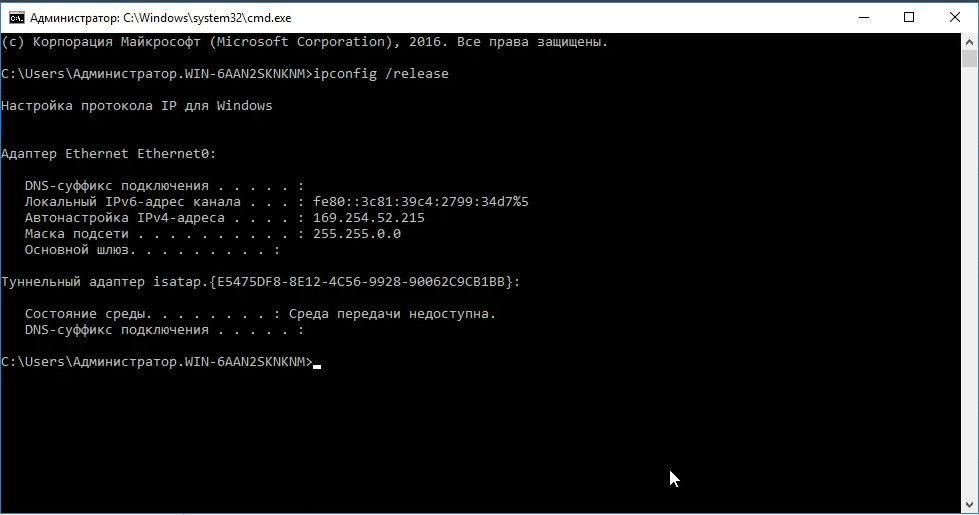 Администратор: C:\Windows\system32\cmd.exe
(c) Корпорация Майкрософт (Microsoft Corporation), 2016. Все права защищены.
C:\Users\Администратор.WIN-6AAN2SKNKNM>ipconfig /release
Настройка протокола IP для Windows
Адаптер Ethernet Ethernet0:
DNS-суффикс подключения . . . . . :
Локальный IPv6-адрес канала . . . : fe80::3c81:39c4:2799:34d7%5
Автонастройка IPv4-адреса . . . . : 169.254.52.215
Маска подсети . . . . . . . . . . : 255.255.0.0
Основной шлюз. . . . . . . . . :
Туннельный адаптер isatap.{E5475DF8-8E12-4C56-9928-90062C9CB1BB}:
Состояние среды. . . . . . . . : Среда передачи недоступна.
DNS-суффикс подключения . . . . . :
C:\Users\Администратор.WIN-6AAN2SKNKNM>